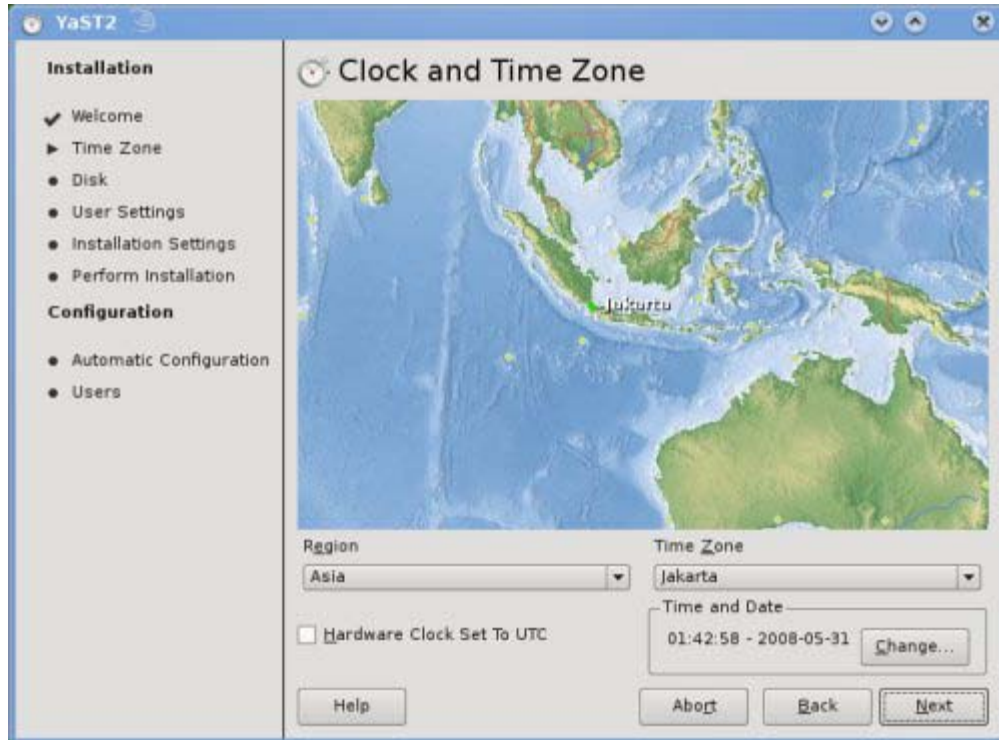 YaST2
Installation
Welcome
Time Zone
Disk
User Settings
Installation Settings
Perform Installation
Configuration
Automatic Configuration
Users
Clock and Time Zone
Jakarta
Region
Asia
Time Zone
Jakarta
Hardware Clock Set To UTC
Time and Date
01:42:58 - 2008-05-31
Change...
Help
Abort
Back
Next